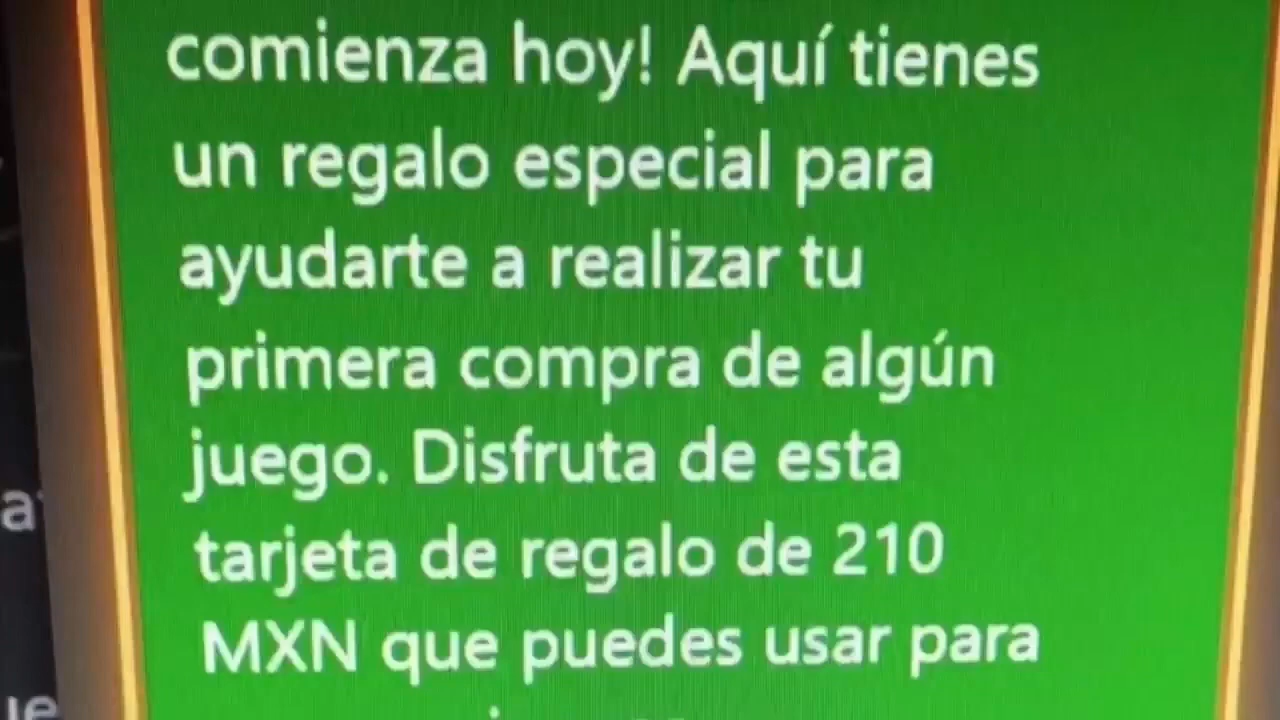 comienza hoy! Aquí tienes
un regalo especial para
ayudarte a realizar tu
primera compra de algún
juego. Disfruta de esta
tarjeta de regalo de 210
MXN que puedes usar para